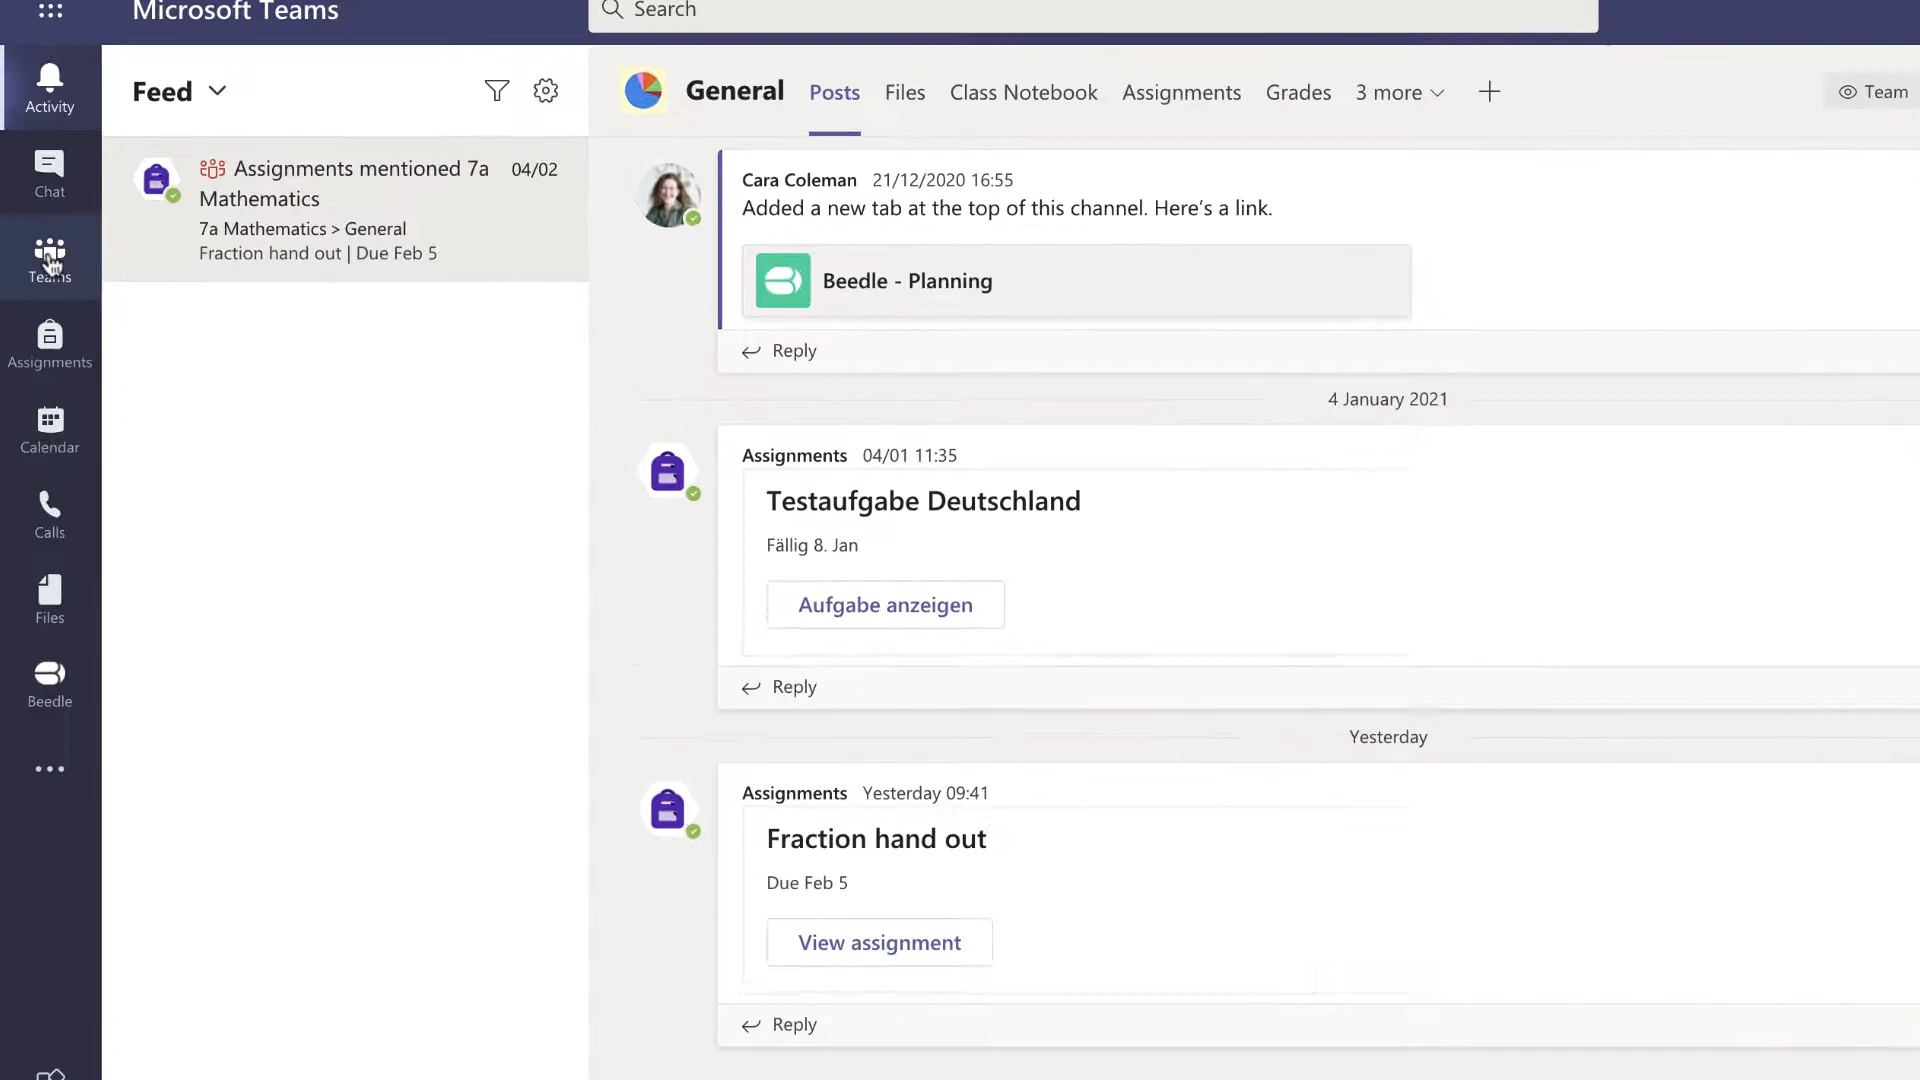 Microsoft Teams
Search
Activity
Chat
Teams
Assignments
Calendar
Calls
Files
Beedle
Feed
Assignments mentioned 7a 04/02
Mathematics
7a Mathematics > General
Fraction hand out | Due Feb 5
General Posts Files Class Notebook Assignments Grades 3 more Team
Cara Coleman 21/12/2020 16:55
Added a new tab at the top of this channel. Here's a link.
Beedle - Planning
Reply
4 January 2021
Assignments 04/01 11:35
Testaufgabe Deutschland
Fällig 8. Jan
Aufgabe anzeigen
Reply
Yesterday
Assignments Yesterday 09:41
Fraction hand out
Due Feb 5
View assignment
Reply